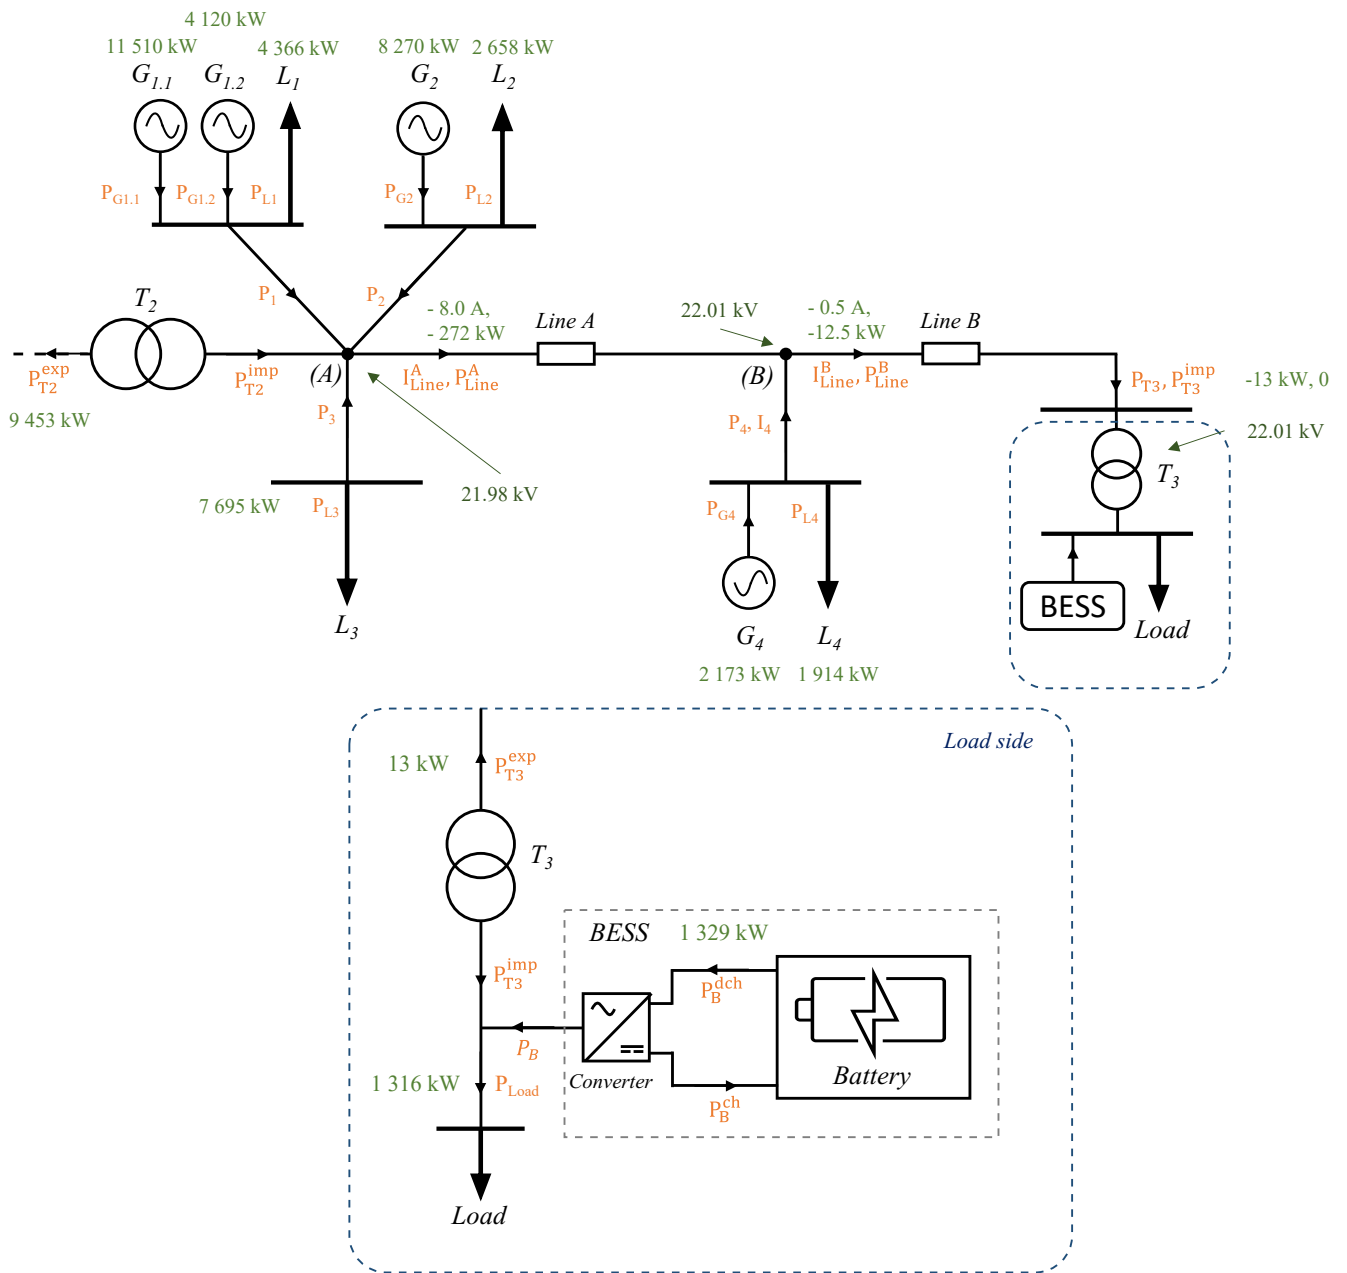 4 120 kW
11 510 kW 4 366 kW 8 270 kW 2 658 kW
G1.1 G1.2 L1 G2 L2
PG1.1 PG1.2 PL1 PG2 PL2
P1 P2
T2
- 8.0 A,
- 272 kW
Line A
22.01 kV
- 0.5 A,
-12.5 kW
Line B
PT2exp PT2imp (A) ILineA, PLineA (B) ILineB, PLineB PT3, PT3imp -13 kW, 0
9 453 kW
P3 P4, I4
22.01 kV
T3
21.98 kV
7 695 kW PL3 PG4 PL4
BESS
Load
L3 G4 L4
2 173 kW 1 914 kW
Load side
13 kW PT3exp
T3
BESS 1 329 kW
PT3imp PBdch
PB
Converter Battery
1 316 kW PLoad PBch
Load